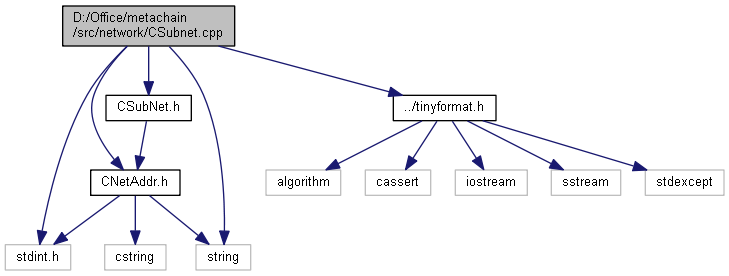 D:/Office/metachain
/src/network/CSubnet.cpp
CSubNet.h
../tinyformat.h
CNetAddr.h
algorithm
cassert
iostream
sstream
stdexcept
stdint.h
cstring
string